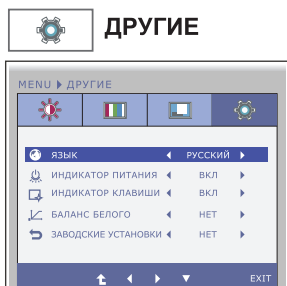 ДРУГИЕ
MENU ДРУГИЕ
ЯЗЫК РУССКИЙ
ИНДИКАТОР ПИТАНИЯ ВКЛ
ИНДИКАТОР КЛАВИШИ ВКЛ
БАЛАНС БЕЛОГО НЕТ
ЗАВОДСКИЕ УСТАНОВКИ НЕТ
EXIT